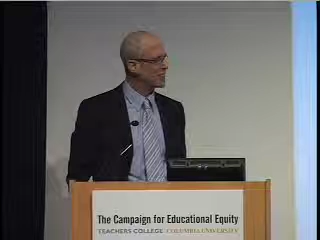 The Campaign for Educational Equity
TEACHERS COLLEGE COLUMBIA UNIVERSITY